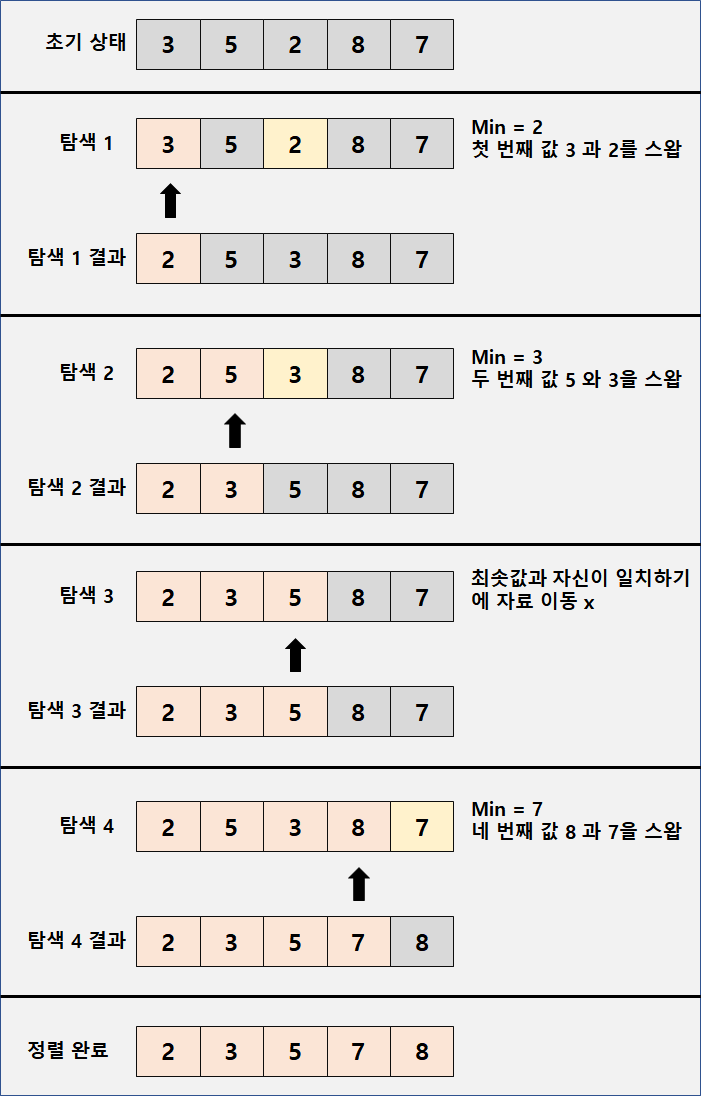 초기 상태 3 5 2 8 7
탐색 1 3 5 2 8 7
Min = 2
첫 번째 값 3 과 2를 스왑
탐색 1 결과 2 5 3 8 7
탐색 2 2 5 3 8 7
Min = 3
두 번째 값 5 와 3을 스왑
탐색 2 결과 2 3 5 8 7
탐색 3 2 3 5 8 7
최솟값과 자신이 일치하기
에 자료 이동 x
탐색 3 결과 2 3 5 8 7
탐색 4 2 5 3 8 7
Min = 7
네 번째 값 8 과 7을 스왑
탐색 4 결과 2 3 5 7 8
정렬 완료 2 3 5 7 8